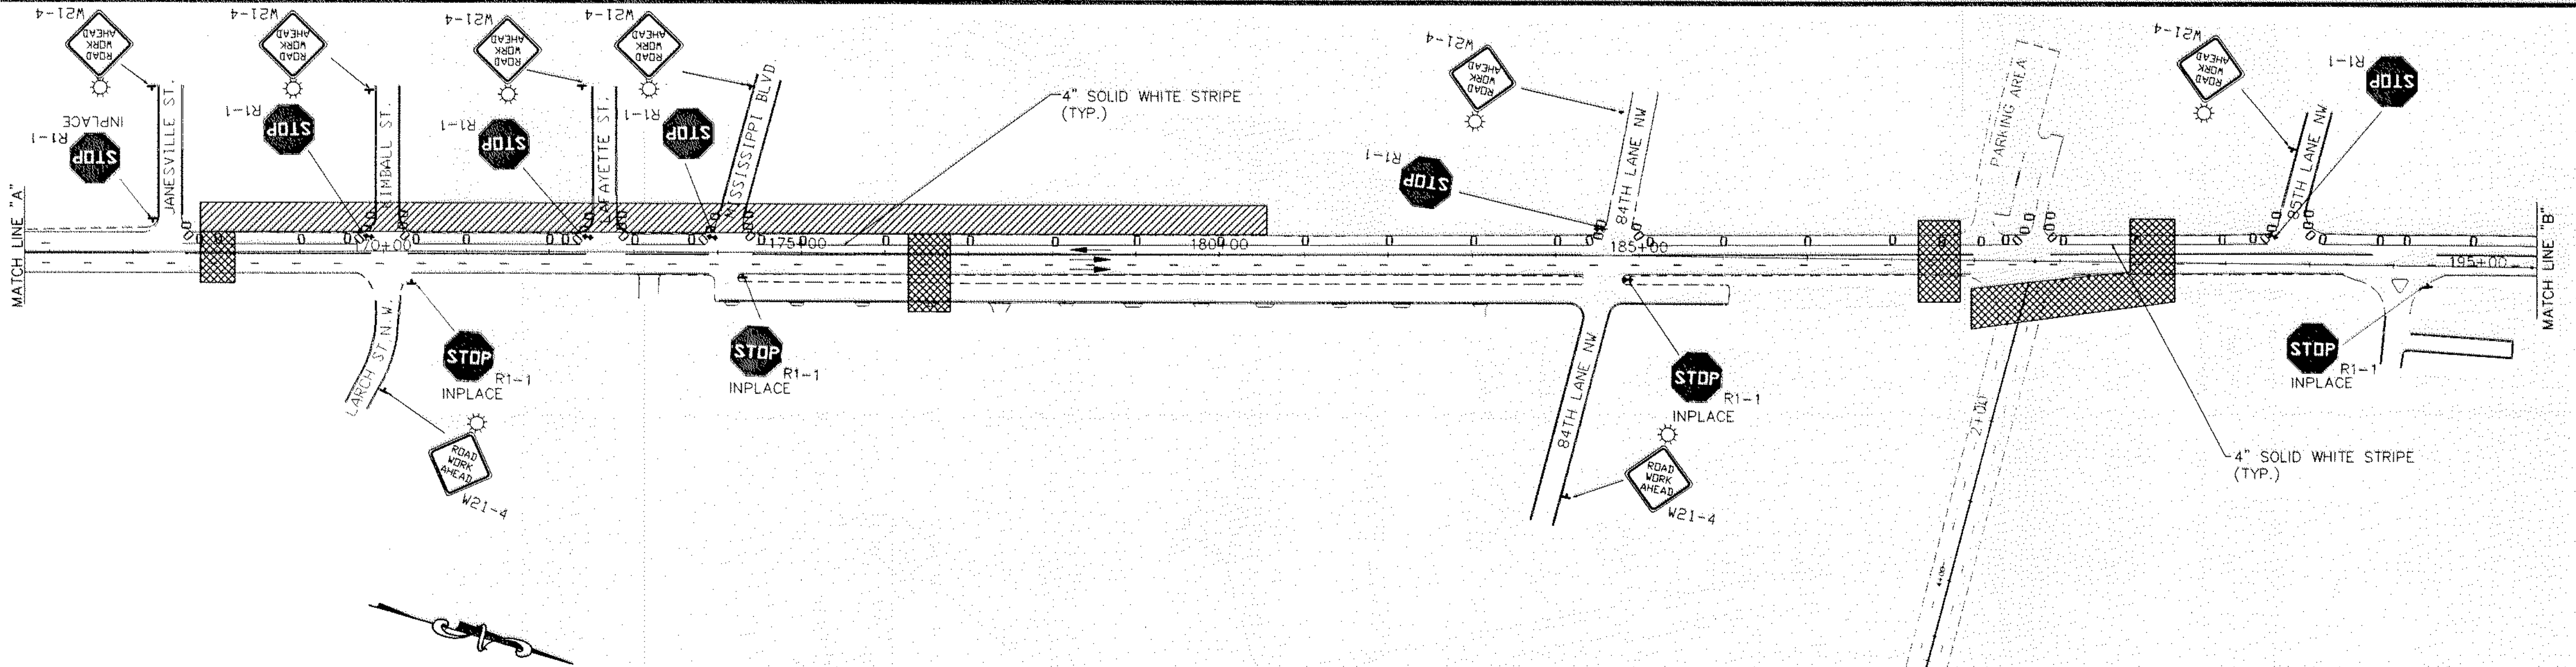 W21-4
ROAD
WORK
AHEAD
W21-4
ROAD
WORK
AHEAD
W21-4
ROAD
WORK
AHEAD
W21-4
ROAD
WORK
AHEAD
W21-4
ROAD
WORK
AHEAD
W21-4
ROAD
WORK
AHEAD
R1-1
STOP
INPLACE
R1-1
STOP
R1-1
STOP
R1-1
STOP
R1-1
STOP
R1-1
STOP
JANESVILLE ST.
KIMBALL ST.
LAFAYETTE ST.
MISSISSIPPI BLVD
4" SOLID WHITE STRIPE
(TYP.)
84TH LANE NW
PARKING AREA
85TH LANE NW
MATCH LINE "A"
170+00
175+00
180+00
185+00
195+00
MATCH LINE "B"
LARCH ST. N.W.
STOP
R1-1
INPLACE
STOP
R1-1
INPLACE
84TH LANE NW
STOP
R1-1
INPLACE
2+00
STOP
R1-1
INPLACE
ROAD
WORK
AHEAD
W21-4
ROAD
WORK
AHEAD
W21-4
4" SOLID WHITE STRIPE
(TYP.)
4+00